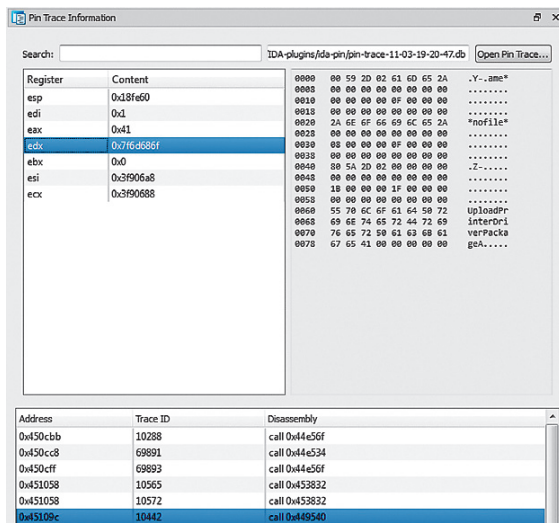 Pin Trace Information
Search: IDA-plugins/ida-pin/pin-trace-11-03-19-20-47.db Open Pin Trace...
Register Content
esp 0x18fe60
edi 0x1
eax 0x41
edx 0x7f6d686f
ebx 0x0
esi 0x3f906a8
ecx 0x3f90688
0000 00 59 2D 02 61 6D 65 2A .Y-.ame*
0008 00 00 00 00 00 00 00 00 ........
0010 00 00 00 00 0F 00 00 00 ........
0018 00 00 00 00 00 00 00 00 ........
0020 2A 6E 6F 66 69 6C 65 2A *nofile*
0028 00 00 00 00 00 00 00 00 ........
0030 08 00 00 00 0F 00 00 00 ........
0038 00 00 00 00 00 00 00 00 ........
0040 80 5A 2D 02 00 00 00 00 .Z-.....
0048 00 00 00 00 00 00 00 00 ........
0050 1B 00 00 00 1F 00 00 00 ........
0058 00 00 00 00 00 00 00 00 ........
0060 55 70 6C 6F 61 64 50 72 UploadPr
0068 69 6E 74 65 72 44 72 69 interDri
0070 76 65 72 50 61 63 6B 61 verPacka
0078 67 65 41 00 00 00 00 00 geA.....
Address Trace ID Disassembly
0x450cbb 10288 call 0x44e56f
0x450cc8 69891 call 0x44e534
0x450cff 69893 call 0x44e56f
0x451058 10565 call 0x453832
0x451058 10572 call 0x453832
0x45109c 10442 call 0x449540